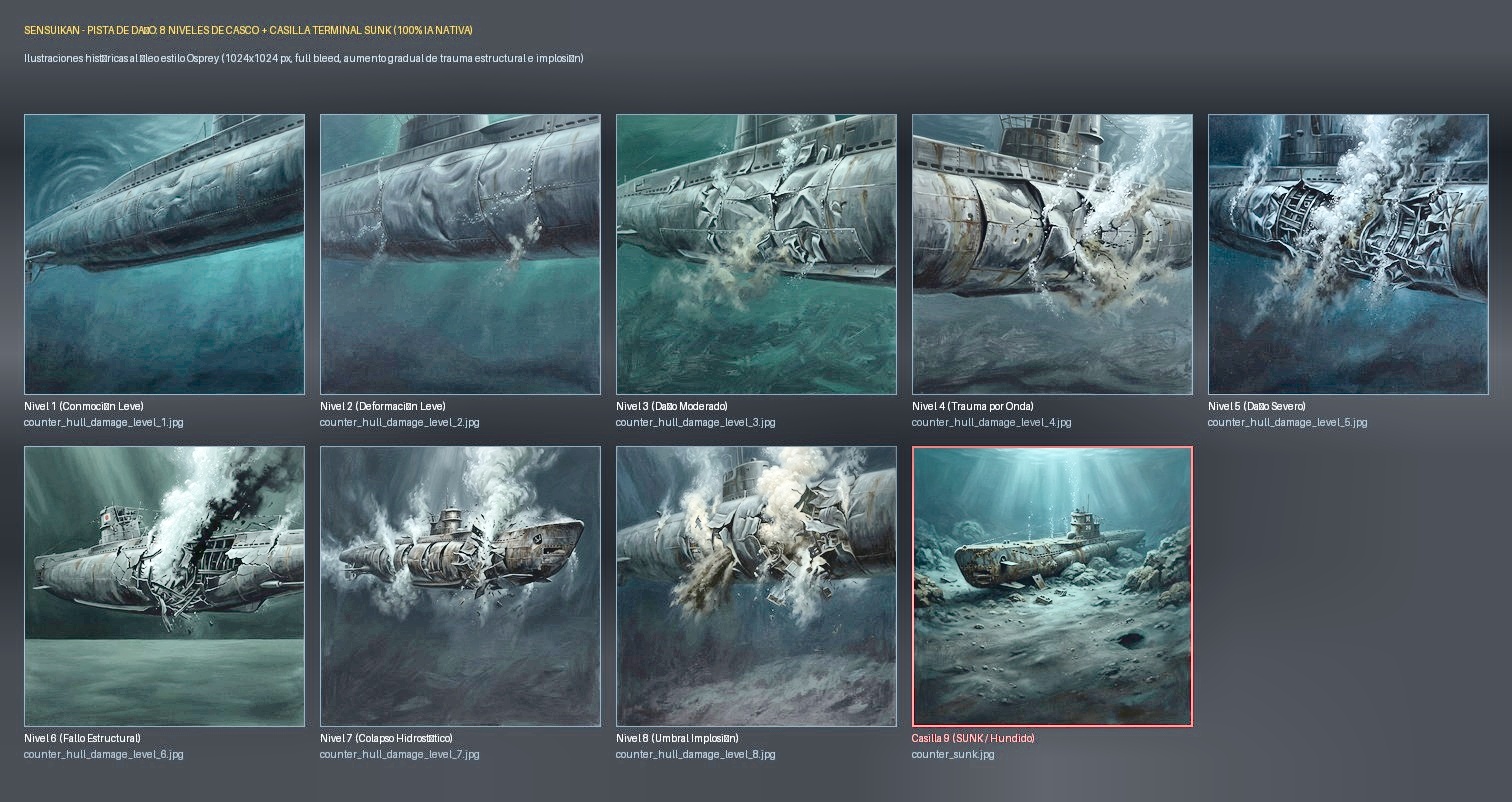 SENSUIKAN - PISTA DE DA⍰O: 8 NIVELES DE CASCO + CASILLA TERMINAL SUNK (100% IA NATIVA)
Ilustraciones hist⍰ricas al ⍰leo estilo Osprey (1024x1024 px, full bleed, aumento gradual de trauma estructural e implosi⍰n)
Nivel 1 (Conmoci⍰n Leve)
counter_hull_damage_level_1.jpg
Nivel 2 (Deformaci⍰n Leve)
counter_hull_damage_level_2.jpg
Nivel 3 (Da⍰o Moderado)
counter_hull_damage_level_3.jpg
Nivel 4 (Trauma por Onda)
counter_hull_damage_level_4.jpg
Nivel 5 (Da⍰o Severo)
counter_hull_damage_level_5.jpg
Nivel 6 (Fallo Estructural)
counter_hull_damage_level_6.jpg
Nivel 7 (Colapso Hidrost⍰tico)
counter_hull_damage_level_7.jpg
Nivel 8 (Umbral Implosi⍰n)
counter_hull_damage_level_8.jpg
Casilla 9 (SUNK / Hundido)
counter_sunk.jpg